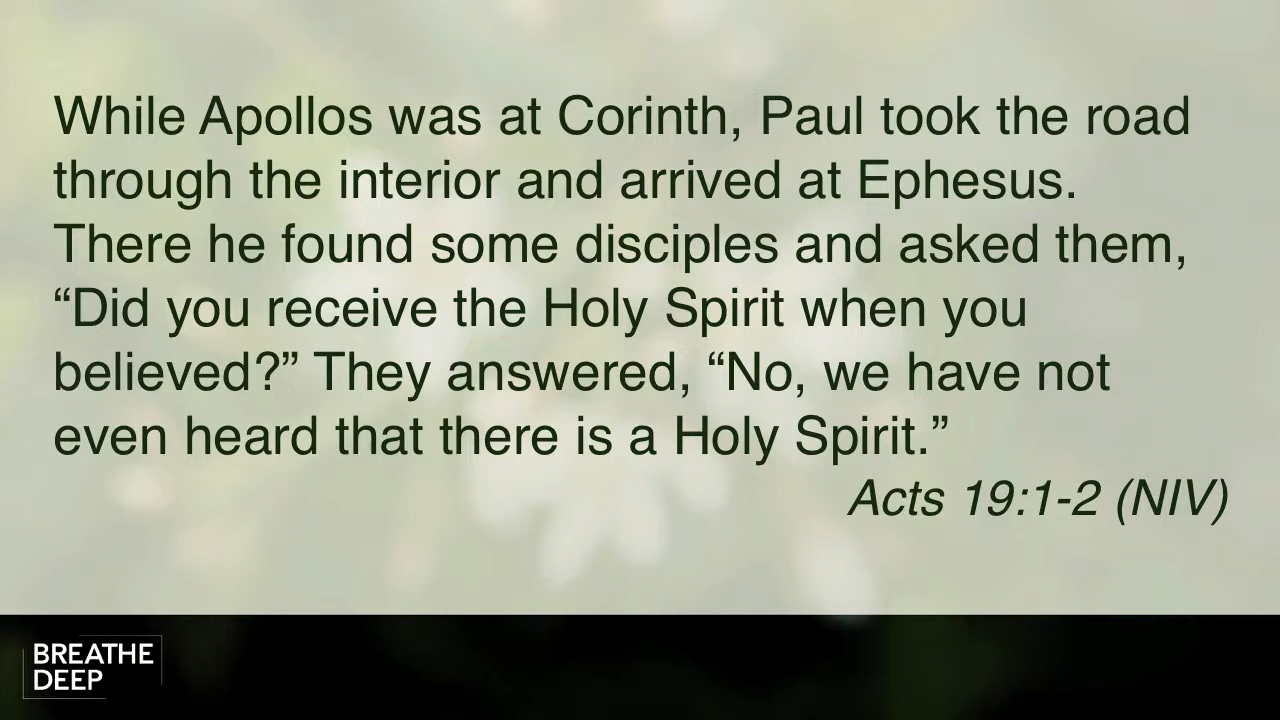 While Apollos was at Corinth, Paul took the road
through the interior and arrived at Ephesus.
There he found some disciples and asked them,
“Did you receive the Holy Spirit when you
believed?” They answered, “No, we have not
even heard that there is a Holy Spirit.”
Acts 19:1-2 (NIV)
BREATHE
DEEP